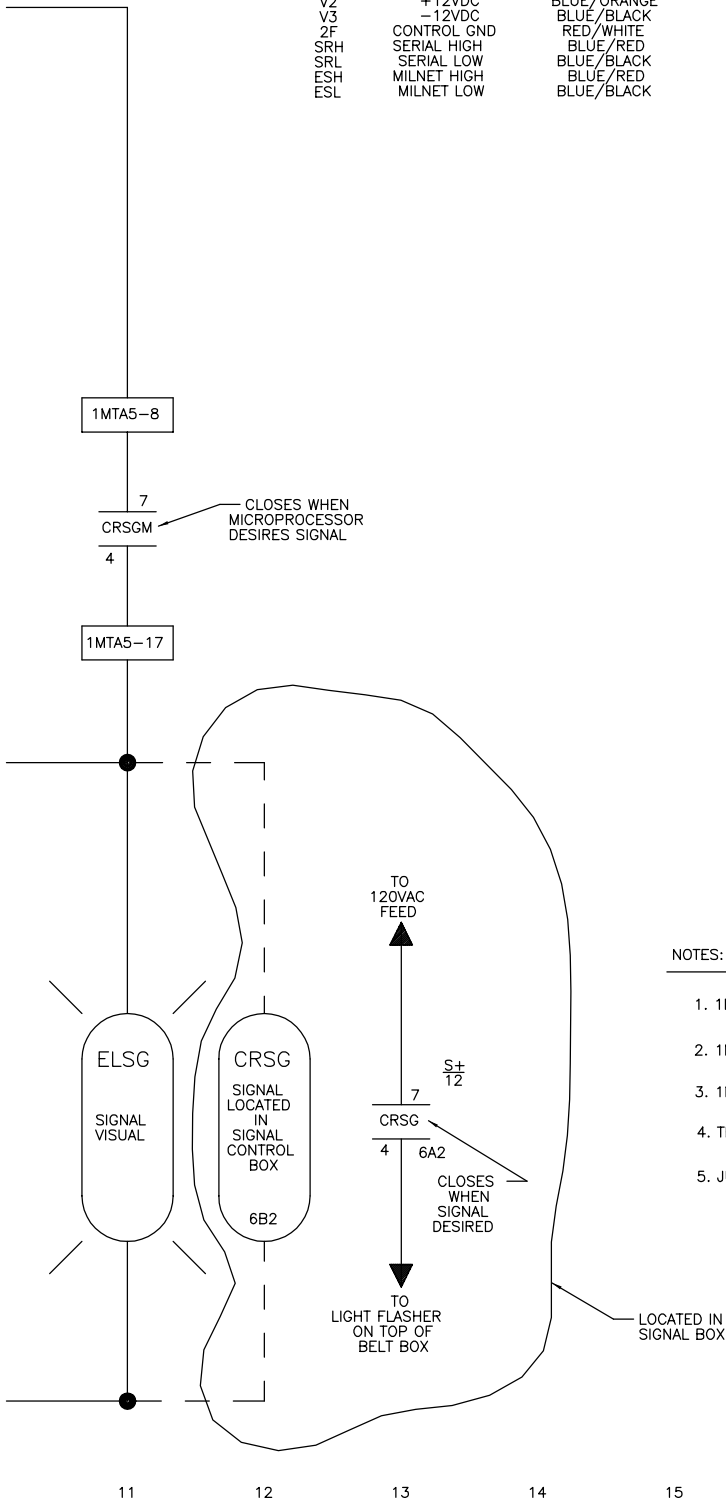 V2 +12VDC BLUE/ORANGE
V3 -12VDC BLUE/BLACK
2F CONTROL GND RED/WHITE
SRH SERIAL HIGH BLUE/RED
SRL SERIAL LOW BLUE/BLACK
ESH MILNET HIGH BLUE/RED
ESL MILNET LOW BLUE/BLACK
1MTA5-8
7
CRSGM
4
CLOSES WHEN
MICROPROCESSOR
DESIRES SIGNAL
1MTA5-17
TO
120VAC
FEED
ELSG
SIGNAL
VISUAL
CRSG
SIGNAL
LOCATED
IN
SIGNAL
CONTROL
BOX
6B2
S+
12
7
CRSG
4 6A2
CLOSES
WHEN
SIGNAL
DESIRED
TO
LIGHT FLASHER
ON TOP OF
BELT BOX
NOTES:
1.
2.
3.
4.
5.
LOCATED IN
SIGNAL BOX
11 12 13 14 15